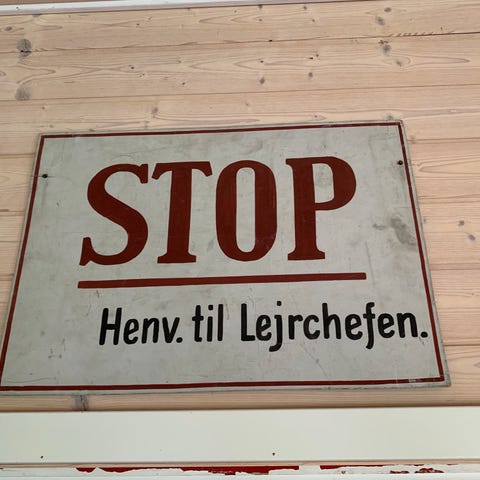 STOP
Henv. til Lejrchefen.